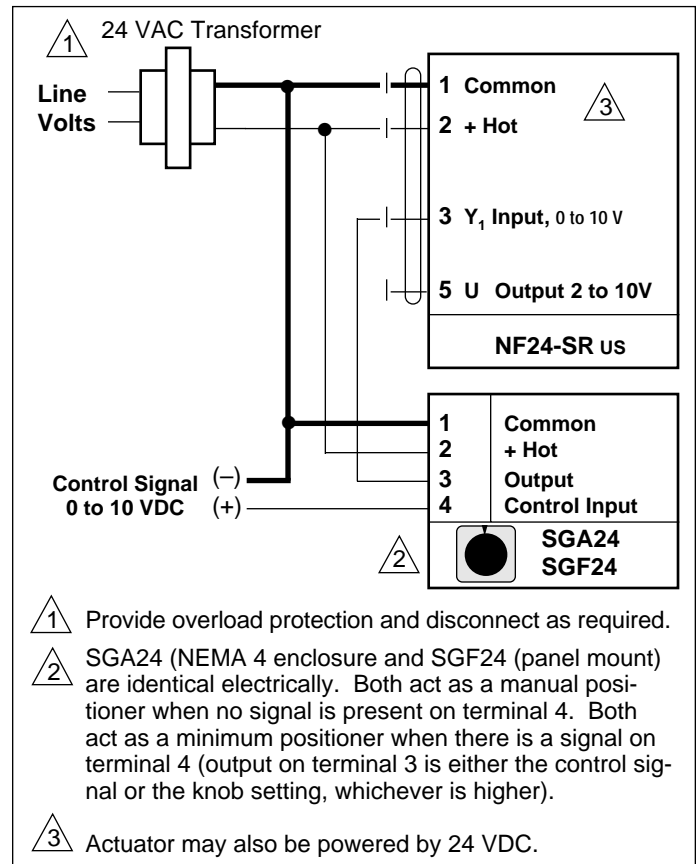 1 24 VAC Transformer
Line
Volts
1 Common
3
2 + Hot
3 Y1 Input, 0 to 10 V
5 U Output 2 to 10V
NF24-SR US
1 Common
2 + Hot
3 Output
4 Control Input
Control Signal (–)
0 to 10 VDC (+)
2
SGA24
SGF24
1 Provide overload protection and disconnect as required.
2 SGA24 (NEMA 4 enclosure and SGF24 (panel mount)
are identical electrically. Both act as a manual posi-
tioner when no signal is present on terminal 4. Both
act as a minimum positioner when there is a signal on
terminal 4 (output on terminal 3 is either the control sig-
nal or the knob setting, whichever is higher).
3 Actuator may also be powered by 24 VDC.